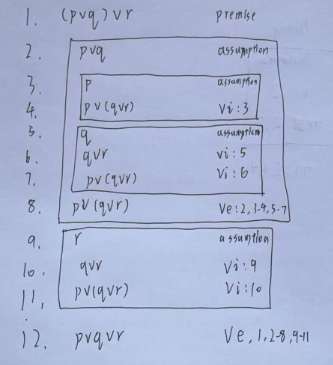 1. (pvq)vr premise
2. pvq assumption
3. p assumption
4. pv(qvr) vi:3
5. q assumption
6. qvr vi:5
7. pv(qvr) vi:6
8. pv(qvr) ve:2,3-4,5-7
9. r assumption
10. qvr vi:9
11. pv(qvr) vi:10
12. pvqvr ve,1,2-8,9-11